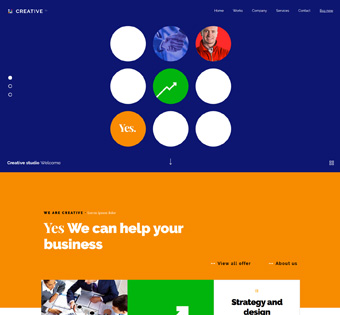 CREATIVE
Home Works Company Services Contact Buy now
Yes.
Creative studio Welcome
WE ARE CREATIVE
Yes We can help your
business
View all offer About us
Strategy and
design